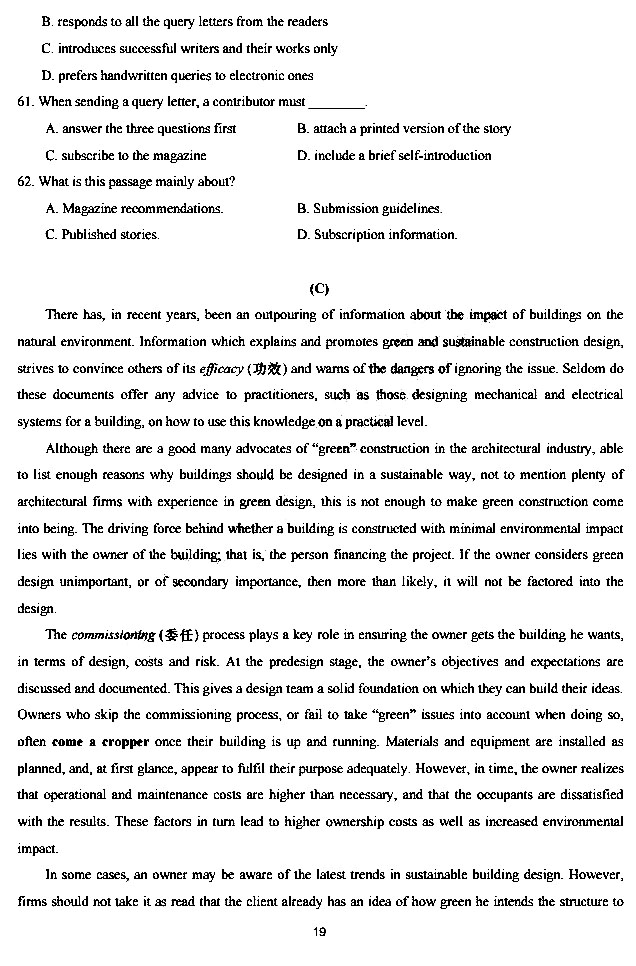 B. responds to all the query letters from the readers
C. introduces successful writers and their works only
D. prefers handwritten queries to electronic ones
61. When sending a query letter, a contributor must ________.
A. answer the three questions first B. attach a printed version of the story
C. subscribe to the magazine D. include a brief self-introduction
62. What is this passage mainly about?
A. Magazine recommendations. B. Submission guidelines.
C. Published stories. D. Subscription information.
(C)
There has, in recent years, been an outpouring of information about the impact of buildings on the
natural environment. Information which explains and promotes green and sustainable construction design,
strives to convince others of its efficacy (功效) and warns of the dangers of ignoring the issue. Seldom do
these documents offer any advice to practitioners, such as those designing mechanical and electrical
systems for a building, on how to use this knowledge on a practical level.
Although there are a good many advocates of “green” construction in the architectural industry, able
to list enough reasons why buildings should be designed in a sustainable way, not to mention plenty of
architectural firms with experience in green design, this is not enough to make green construction come
into being. The driving force behind whether a building is constructed with minimal environmental impact
lies with the owner of the building; that is, the person financing the project. If the owner considers green
design unimportant, or of secondary importance, then more than likely, it will not be factored into the
design.
The commissioning (委任) process plays a key role in ensuring the owner gets the building he wants,
in terms of design, costs and risk. At the predesign stage, the owner’s objectives and expectations are
discussed and documented. This gives a design team a solid foundation on which they can build their ideas.
Owners who skip the commissioning process, or fail to take “green” issues into account when doing so,
often come a cropper once their building is up and running. Materials and equipment are installed as
planned, and, at first glance, appear to fulfil their purpose adequately. However, in time, the owner realizes
that operational and maintenance costs are higher than necessary, and that the occupants are dissatisfied
with the results. These factors in turn lead to higher ownership costs as well as increased environmental
impact.
In some cases, an owner may be aware of the latest trends in sustainable building design. However,
firms should not take it as read that the client already has an idea of how green he intends the structure to
19